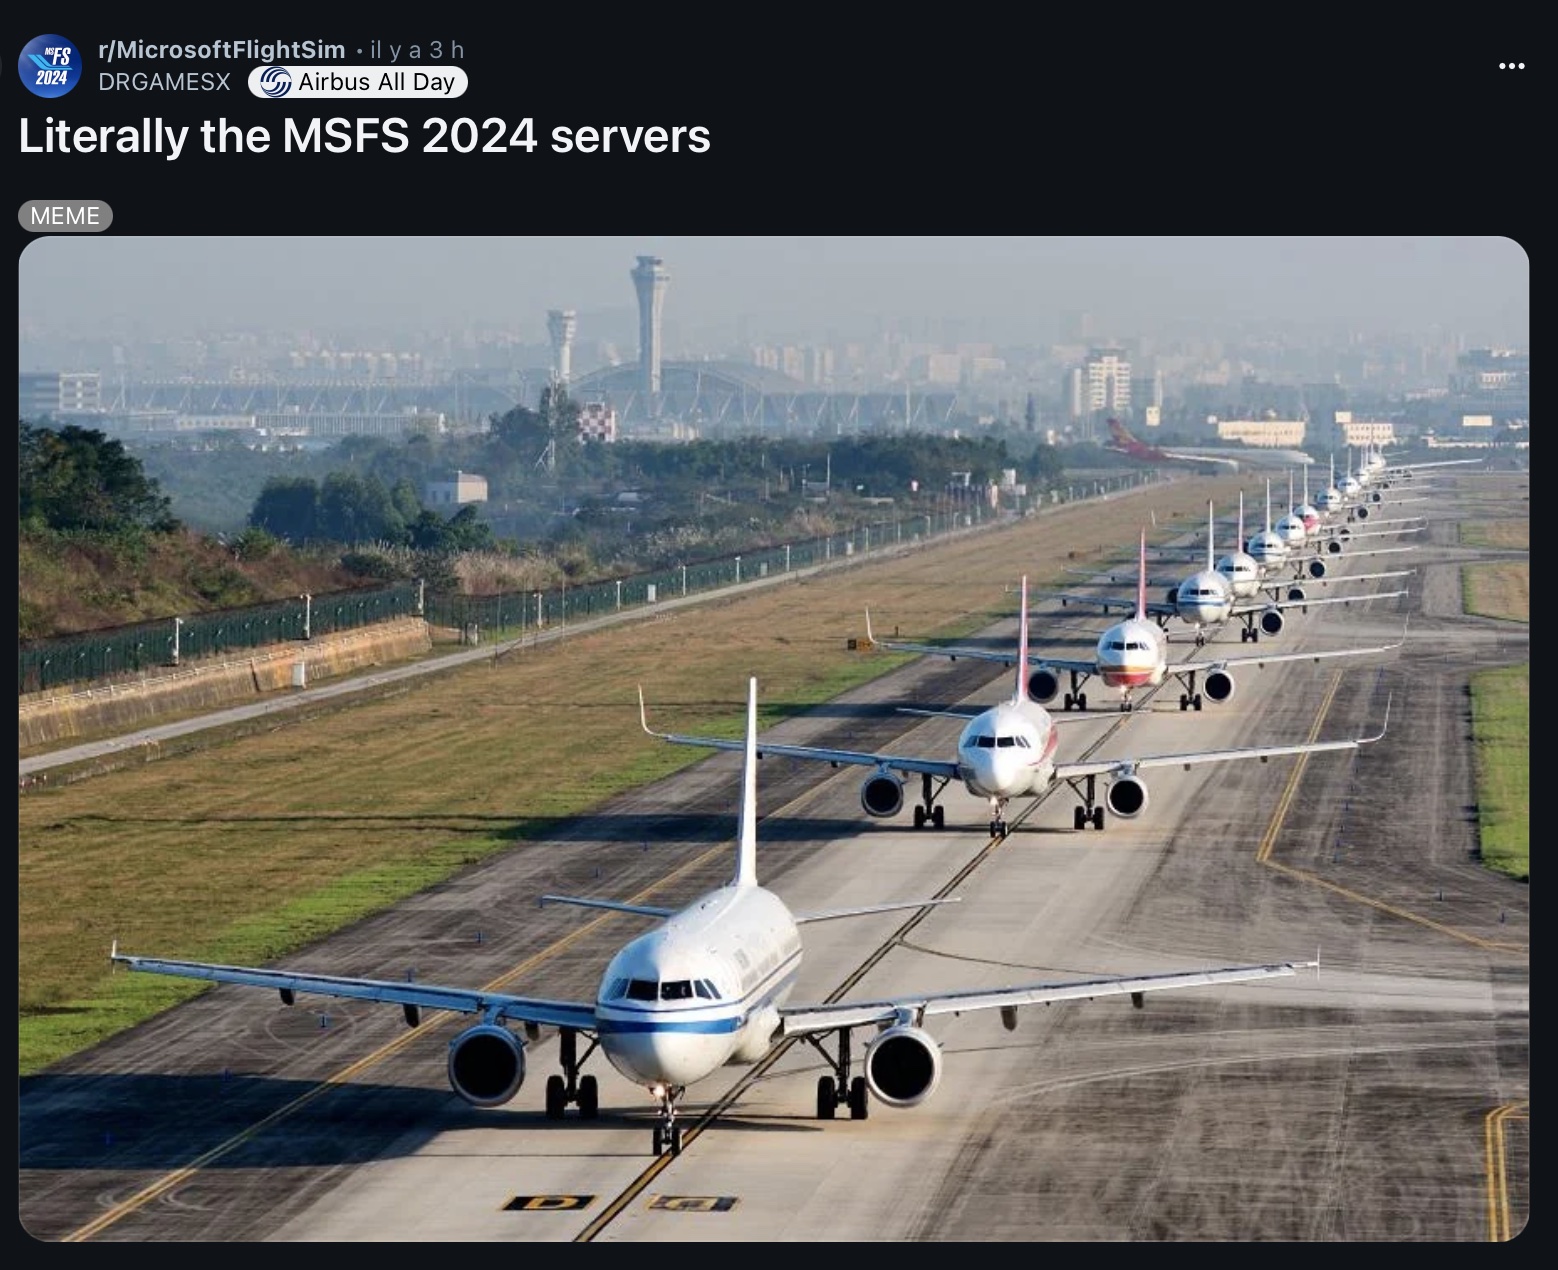 r/MicrosoftFlightSim • il y a 3 h
DRGAMESX Airbus All Day
MSFS
2024
Literally the MSFS 2024 servers
MEME
D